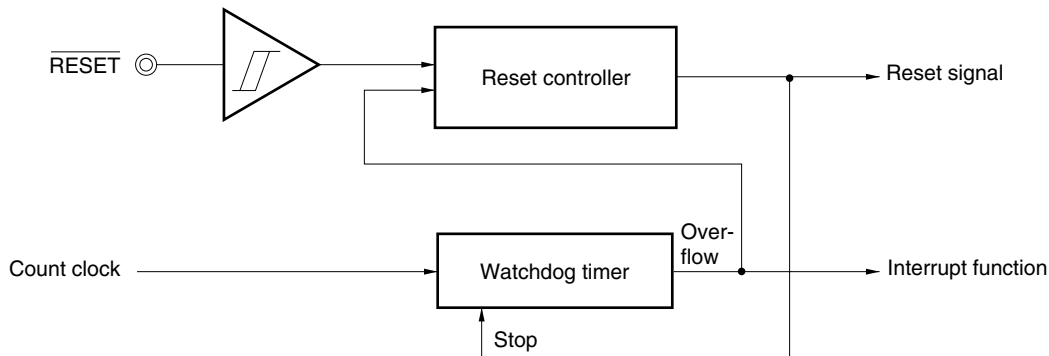 RESET
Reset controller
Reset signal
Over-
flow
Count clock
Watchdog timer
Interrupt function
Stop